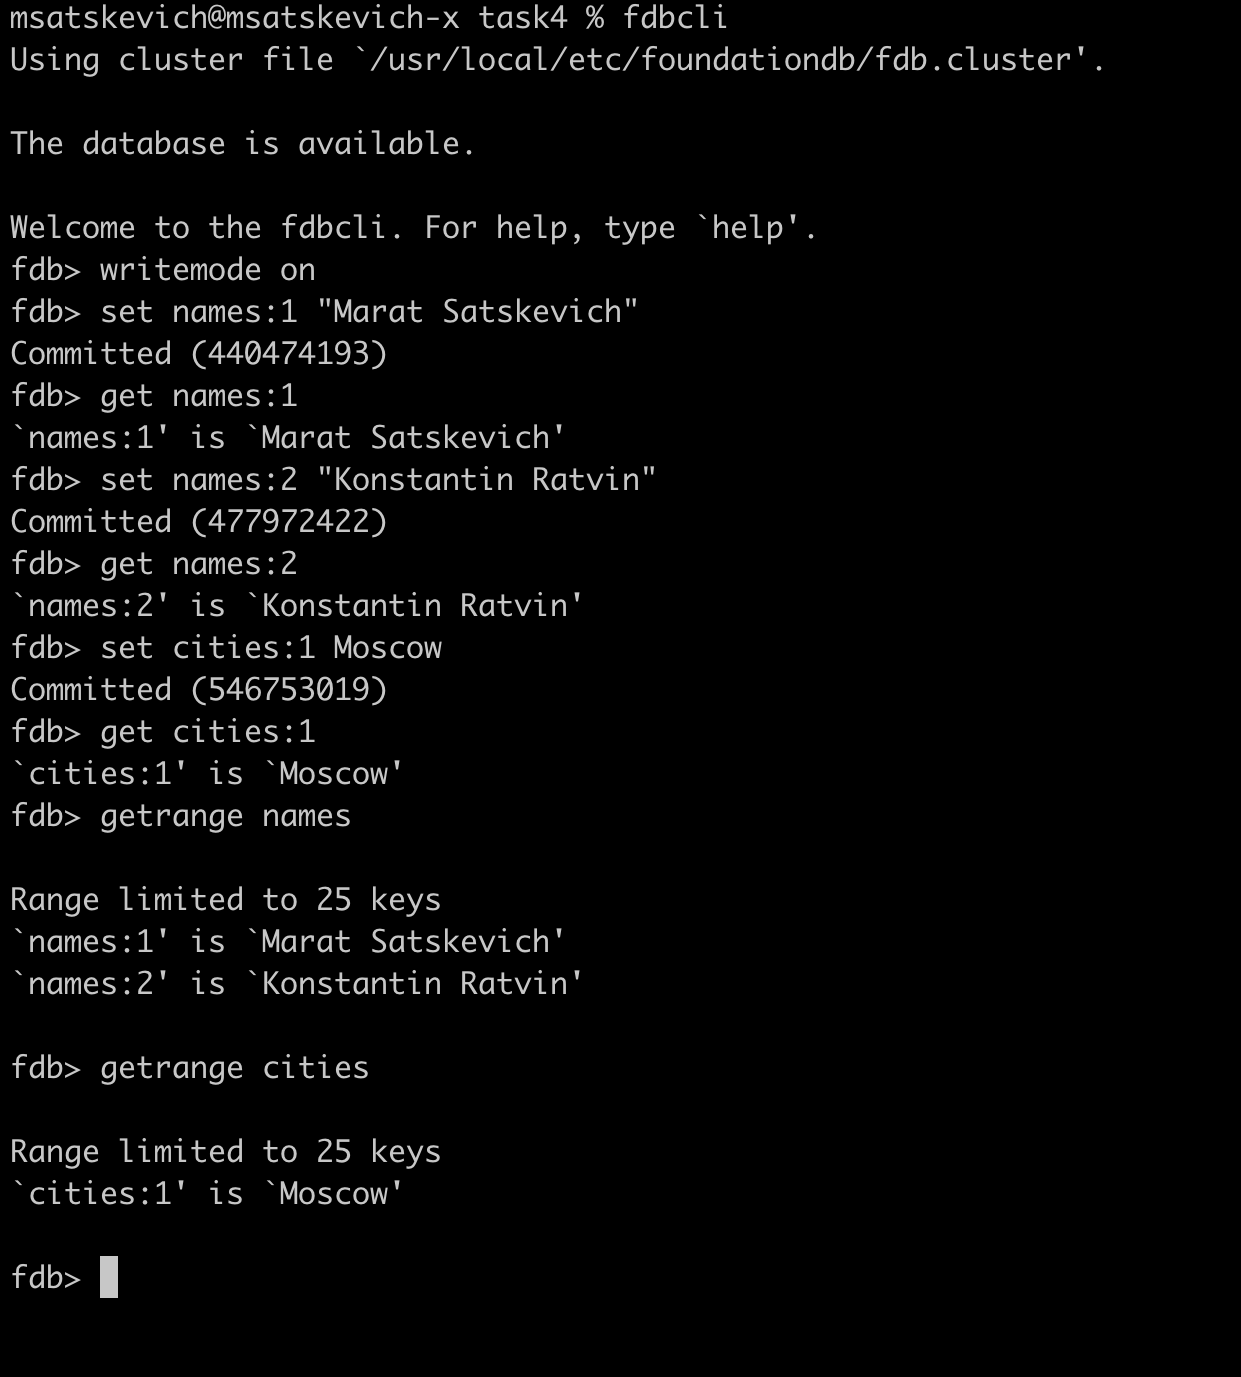 msatskevich@msatskevich-x task4 % fdbcli
Using cluster file `/usr/local/etc/foundationdb/fdb.cluster'.
The database is available.
Welcome to the fdbcli. For help, type `help'.
fdb> writemode on
fdb> set names:1 "Marat Satskevich"
Committed (440474193)
fdb> get names:1
`names:1' is `Marat Satskevich'
fdb> set names:2 "Konstantin Ratvin"
Committed (477972422)
fdb> get names:2
`names:2' is `Konstantin Ratvin'
fdb> set cities:1 Moscow
Committed (546753019)
fdb> get cities:1
`cities:1' is `Moscow'
fdb> getrange names
Range limited to 25 keys
`names:1' is `Marat Satskevich'
`names:2' is `Konstantin Ratvin'
fdb> getrange cities
Range limited to 25 keys
`cities:1' is `Moscow'
fdb>